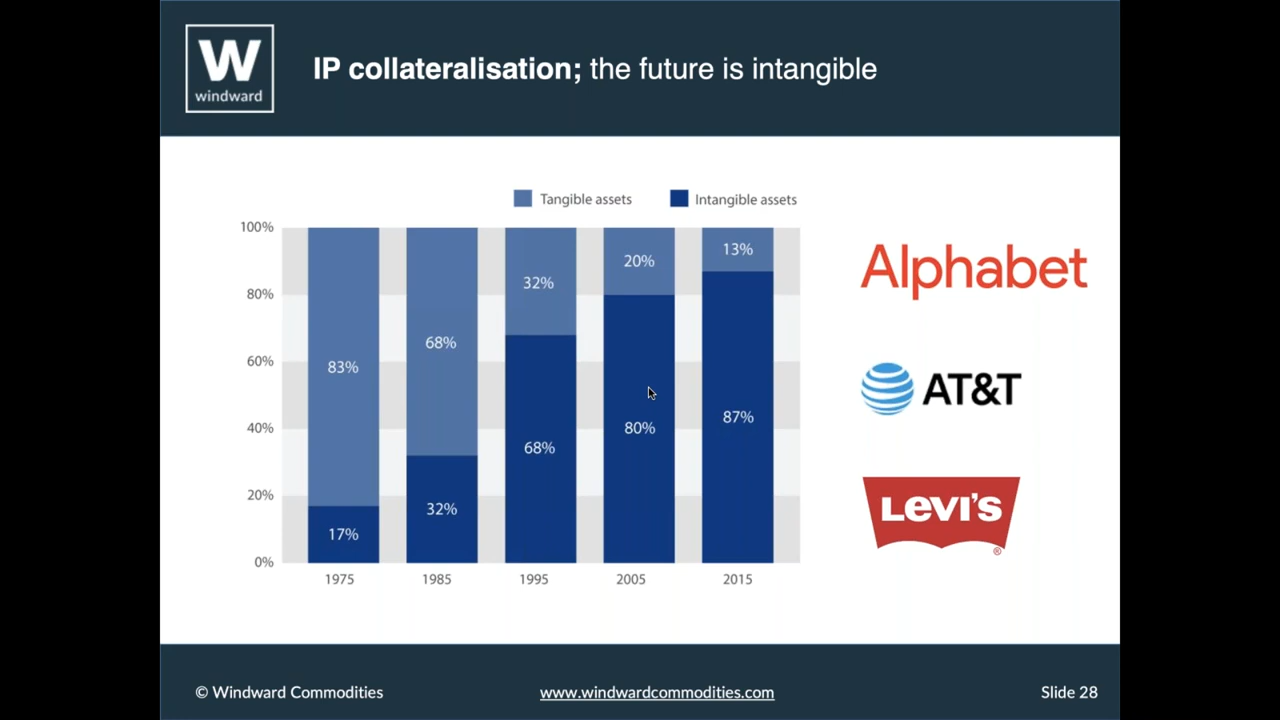 W
windward
IP collateralisation; the future is intangible
Tangible assets
Intangible assets
100%
80%
60%
40%
20%
0%
83%
17%
68%
32%
32%
68%
20%
80%
13%
87%
1975
1985
1995
2005
2015
Alphabet
AT&T
LEVI'S
®
© Windward Commodities
www.windwardcommodities.com
Slide 28